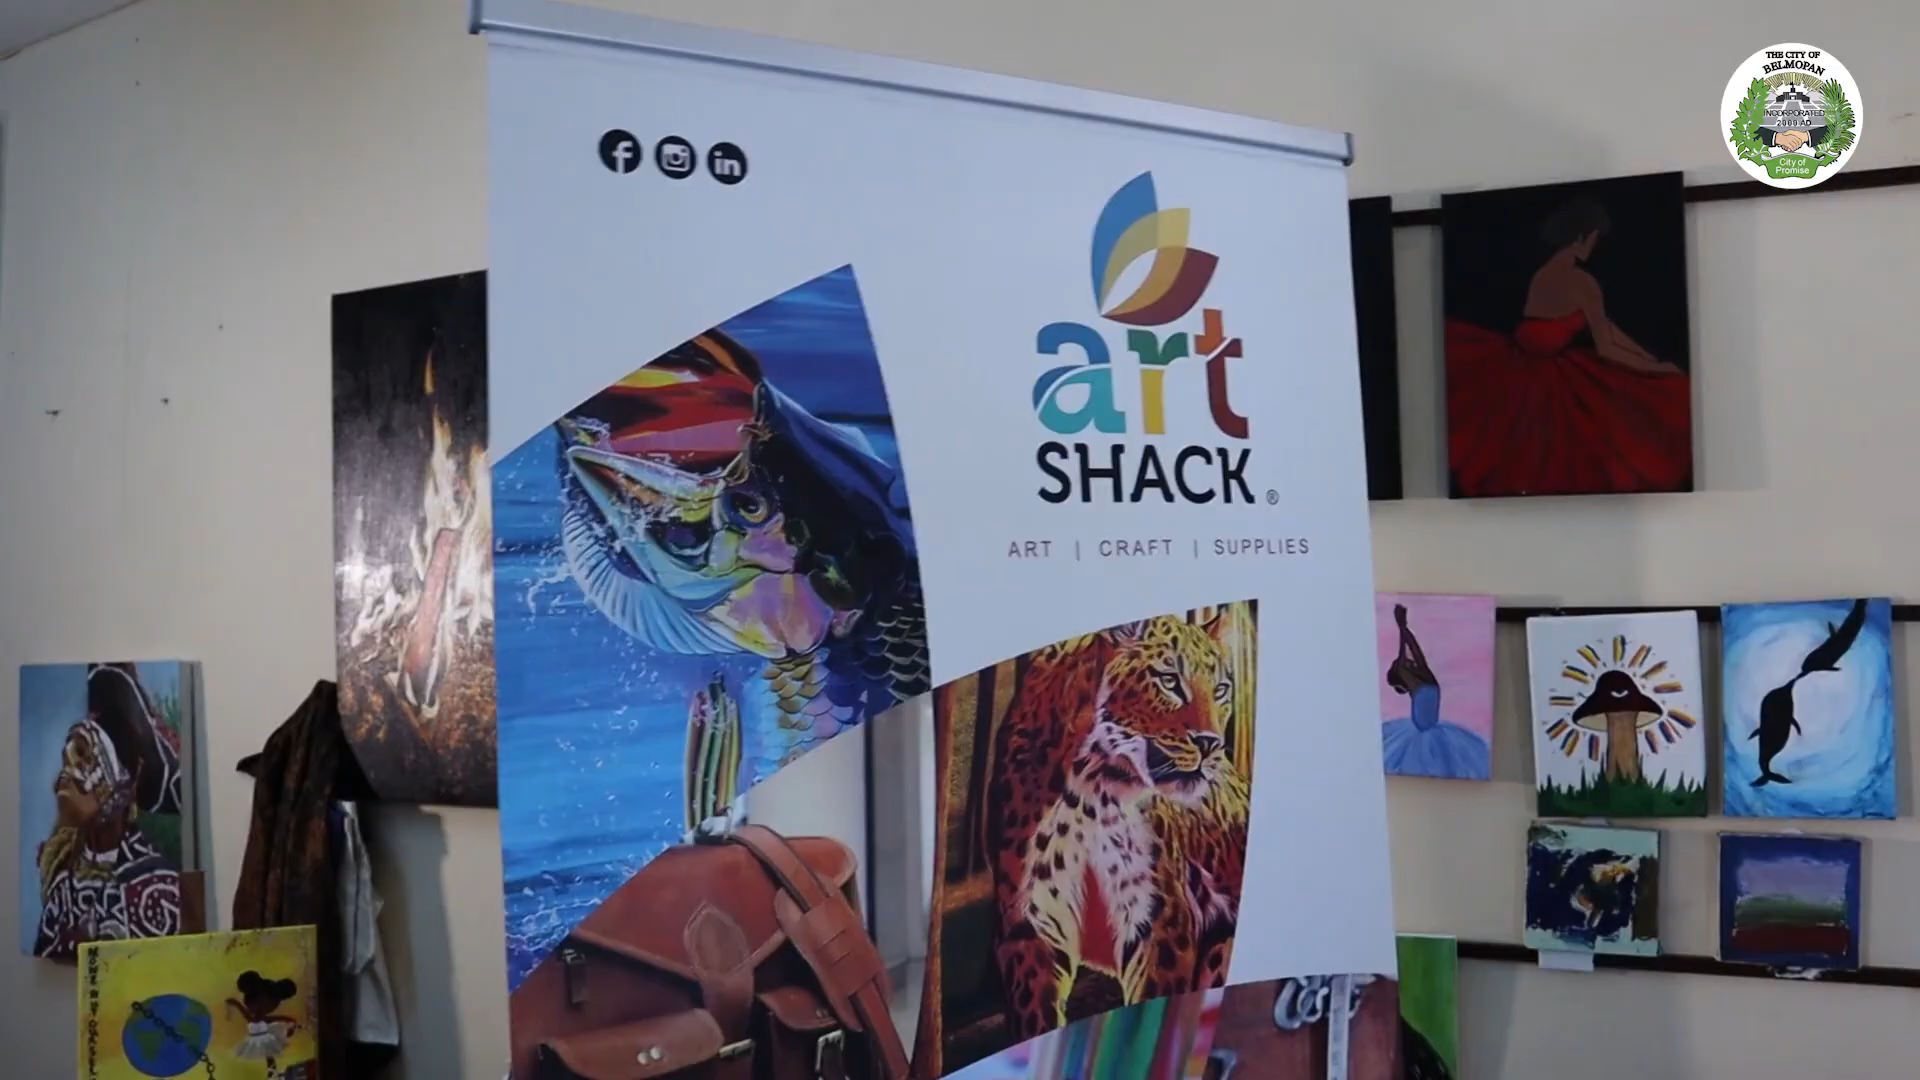 THE CITY OF
BELMOPAN
INCORPORATED
2000 AD
City of
Promise
art
SHACK ®
ART | CRAFT | SUPPLIES